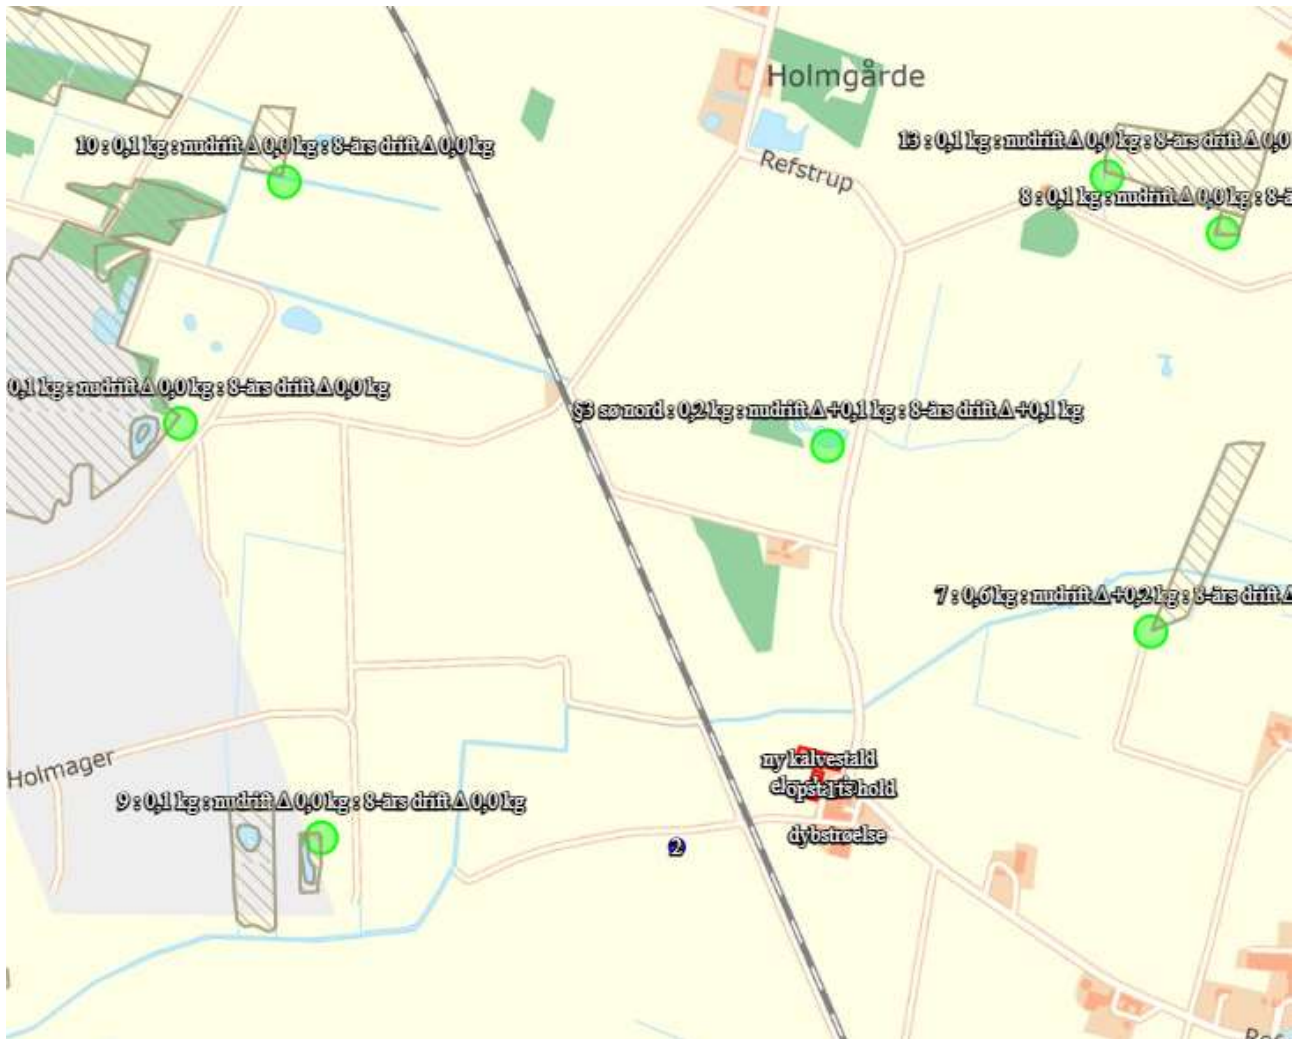 Holmgårde
10 : 0,1 kg : nudrift Δ 0,0 kg : 8-års drift Δ 0,0 kg
13 : 0,1 kg : nudrift Δ 0,0 kg : 8-års drift Δ 0,0
Refstrup
8 : 0,1 kg : nudrift Δ 0,0 kg : 8-å
0,1 kg : nudrift Δ 0,0 kg : 8-års drift Δ 0,0 kg
§3 sø nord : 0,2 kg : nudrift Δ +0,1 kg : 8-års drift Δ +0,1 kg
7 : 0,6 kg : nudrift Δ +0,2 kg : 8-års drift Δ
Holmager
ny kalvestald
hold
9 : 0,1 kg : nudrift Δ 0,0 kg : 8-års drift Δ 0,0 kg
dybstrøelse
2